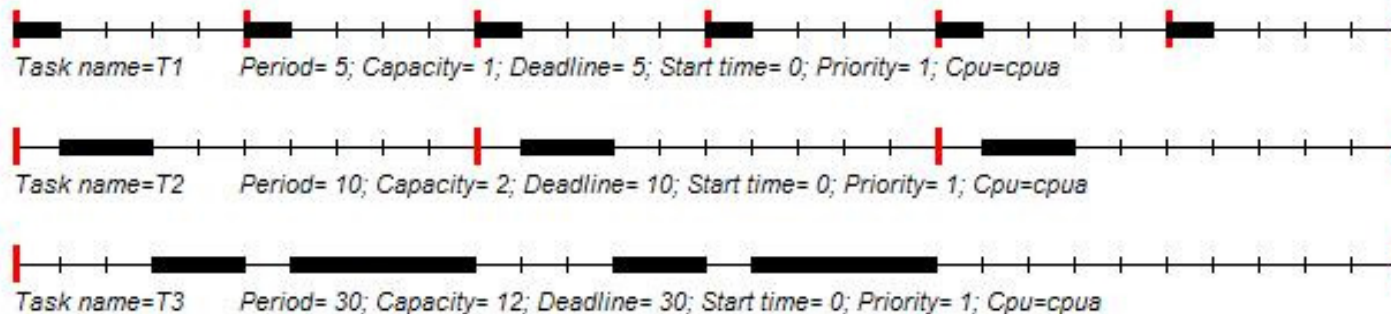 Task name=T1 Period= 5; Capacity= 1; Deadline= 5; Start time= 0; Priority= 1; Cpu=cpua
Task name=T2 Period= 10; Capacity= 2; Deadline= 10; Start time= 0; Priority= 1; Cpu=cpua
Task name=T3 Period= 30; Capacity= 12; Deadline= 30; Start time= 0; Priority= 1; Cpu=cpua